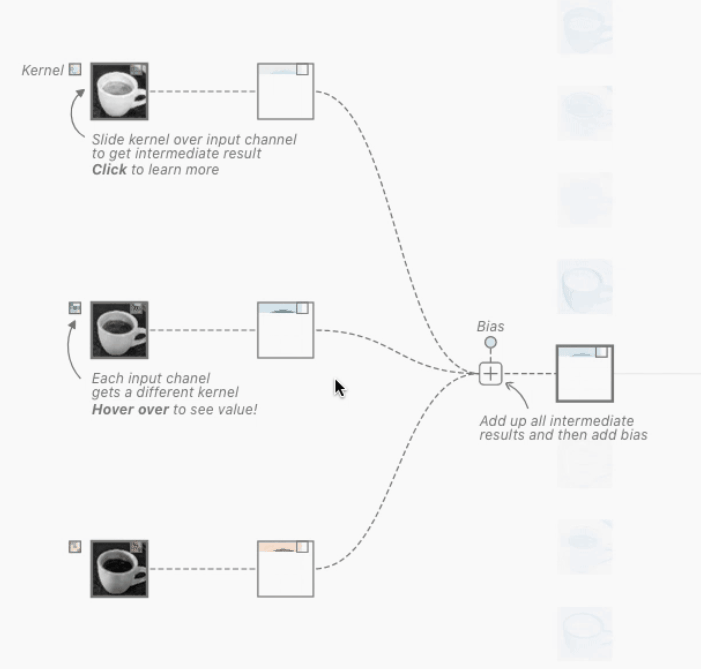 Kernel
Slide kernel over input channel
to get intermediate result
Click to learn more
Bias
Each input chanel
gets a different kernel
Hover over to see value!
Add up all intermediate
results and then add bias